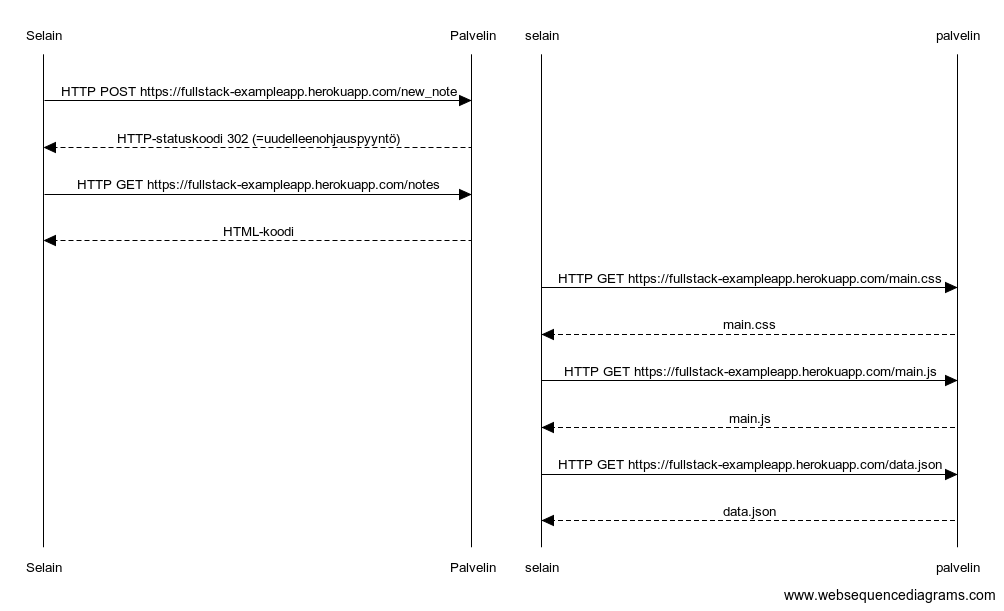 Selain
Palvelin
selain
palvelin
HTTP POST https://fullstack-exampleapp.herokuapp.com/new_note
HTTP-statuskoodi 302 (=uudelleenohjauspyyntö)
HTTP GET https://fullstack-exampleapp.herokuapp.com/notes
HTML-koodi
HTTP GET https://fullstack-exampleapp.herokuapp.com/main.css
main.css
HTTP GET https://fullstack-exampleapp.herokuapp.com/main.js
main.js
HTTP GET https://fullstack-exampleapp.herokuapp.com/data.json
data.json
Selain
Palvelin
selain
palvelin
www.websequencediagrams.com